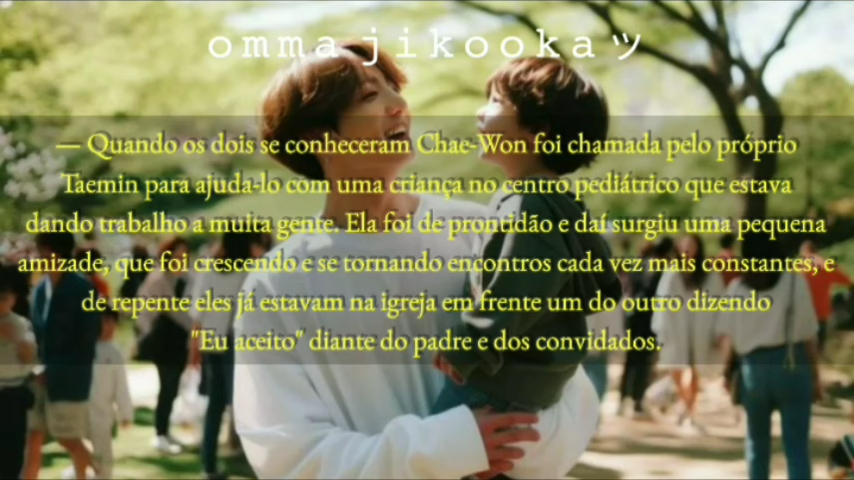 omma jikookaッ
— Quando os dois se conheceram Chae-Won foi chamada pelo próprio
Taemin para ajuda-lo com uma criança no centro pediátrico que estava
dando trabalho a muita gente. Ela foi de prontidão e daí surgiu uma pequena
amizade, que foi crescendo e se tornando encontros cada vez mais constantes, e
de repente eles já estavam na igreja em frente um do outro dizendo
"Eu aceito" diante do padre e dos convidados.